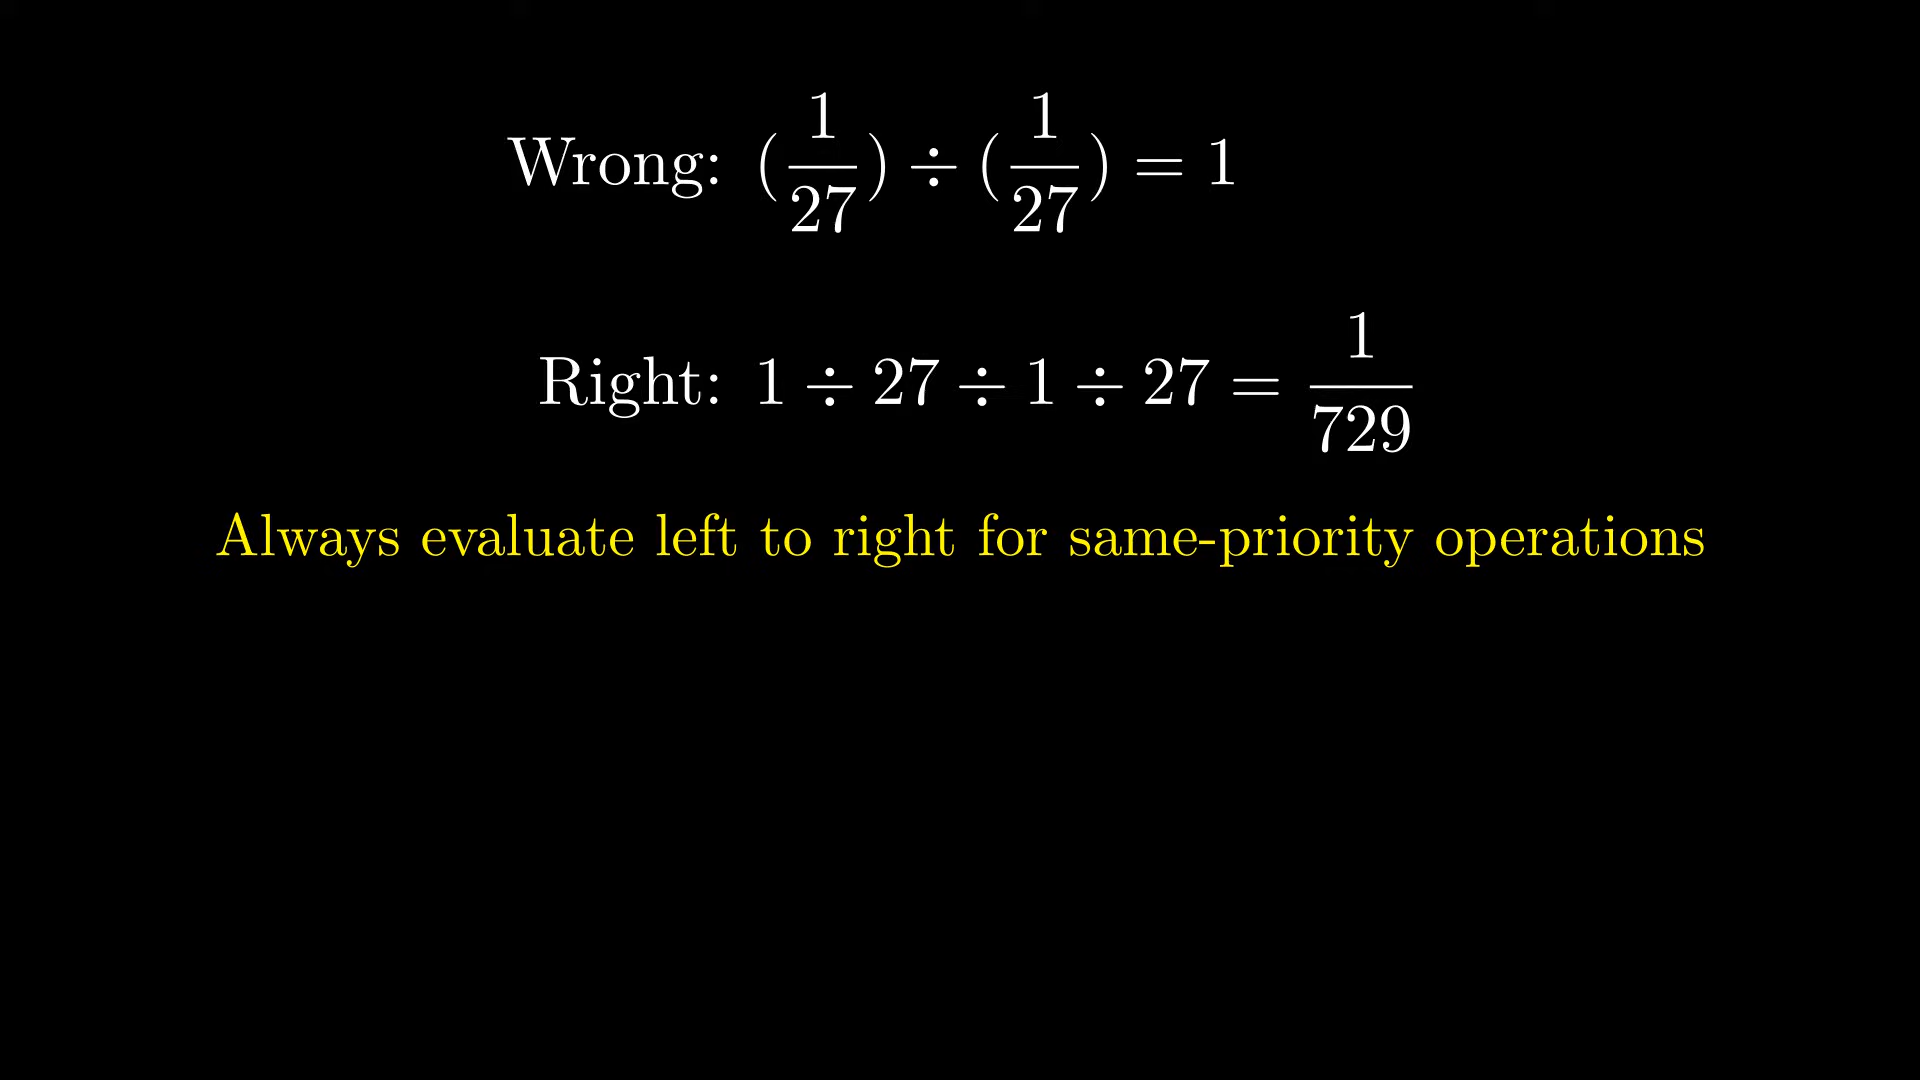 Wrong: (1/27) ÷ (1/27) = 1
Right: 1 ÷ 27 ÷ 1 ÷ 27 = 1/729
Always evaluate left to right for same-priority operations